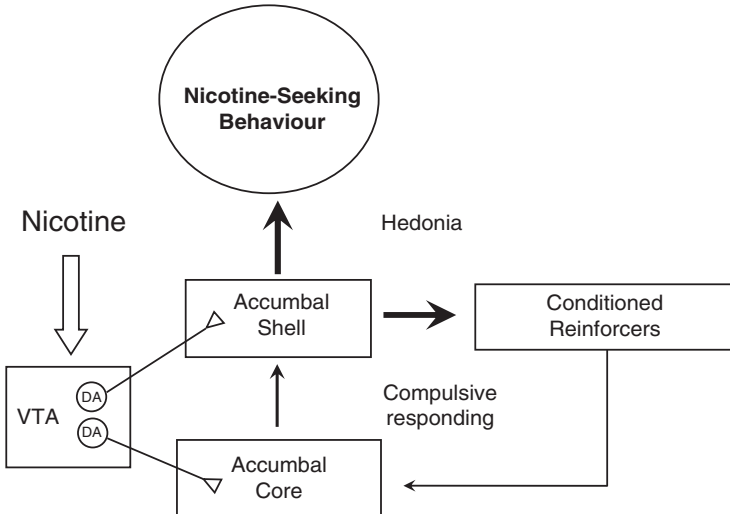 Nicotine-Seeking
Behaviour
Nicotine
Hedonia
Accumbal
Shell
Conditioned
Reinforcers
VTA
DA
DA
Compulsive
responding
Accumbal
Core